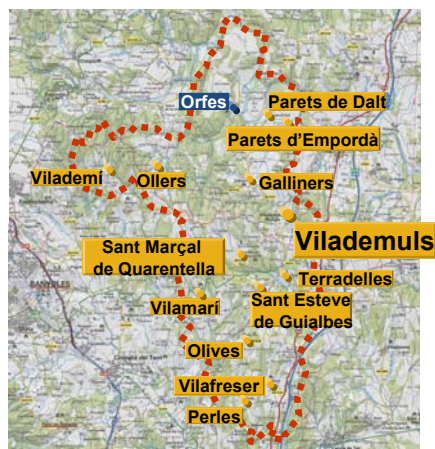 Orfes
Parets de Dalt
Parets d'Empordà
Vilademí
Ollers
Galliners
Vilademuls
Sant Marçal
de Quarentella
Terradelles
Vilamarí
Sant Esteve
de Guialbes
Olives
Vilafreser
Perles
BANYOLES